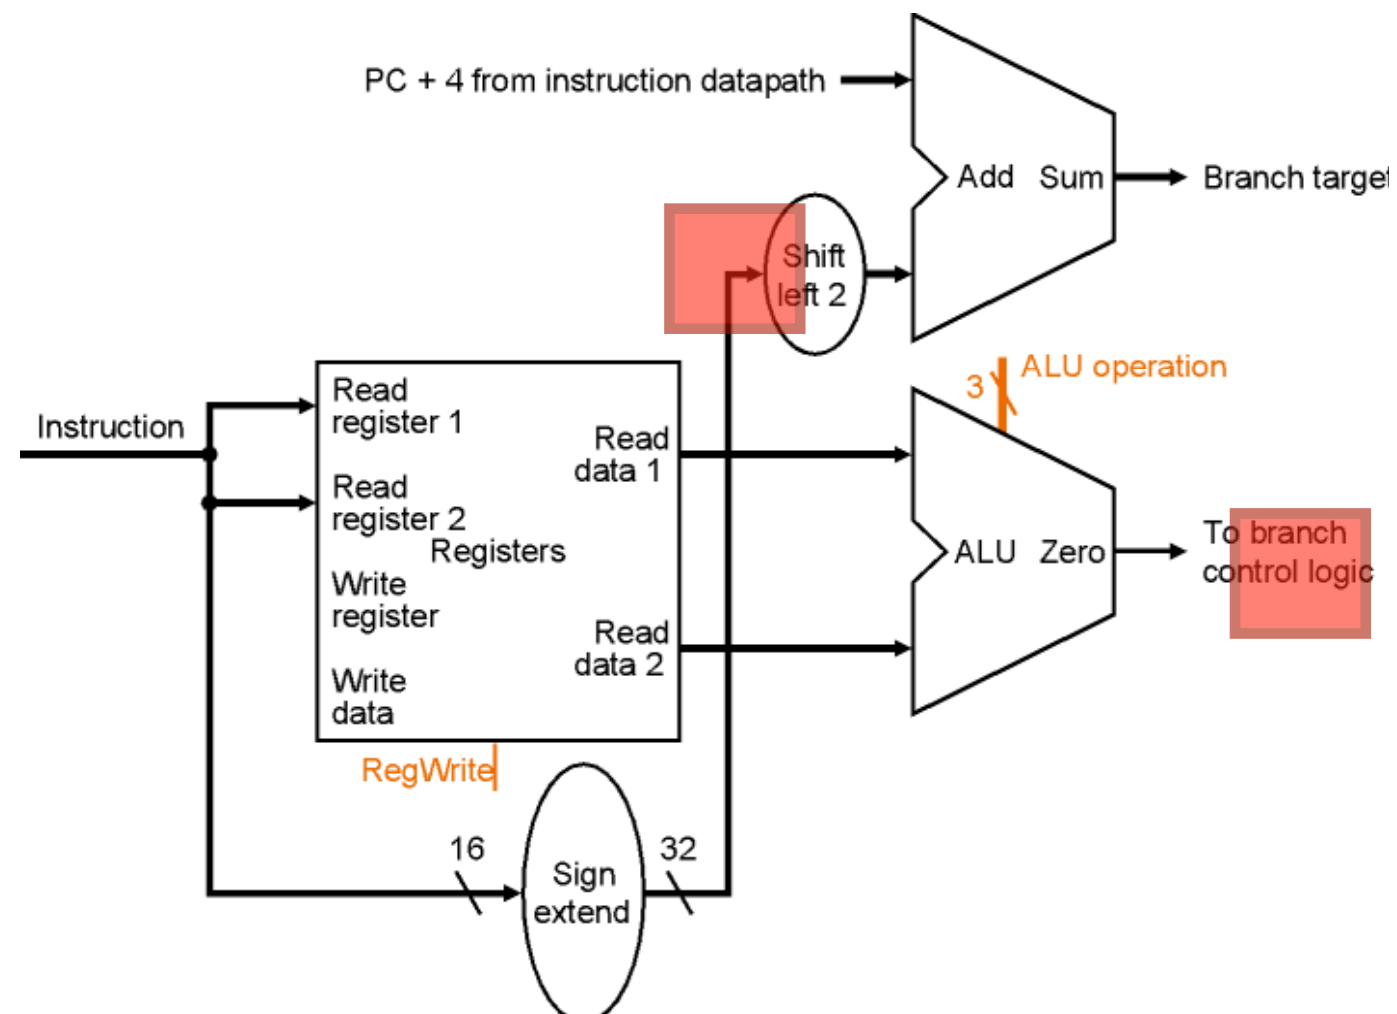 PC + 4 from instruction datapath
Add Sum
Branch target
Shift
left 2
ALU operation
3
Instruction
Read
register 1
Read
data 1
Read
register 2
Registers
ALU Zero
To branch
control logic
Write
register
Read
data 2
Write
data
RegWrite
16
32
Sign
extend